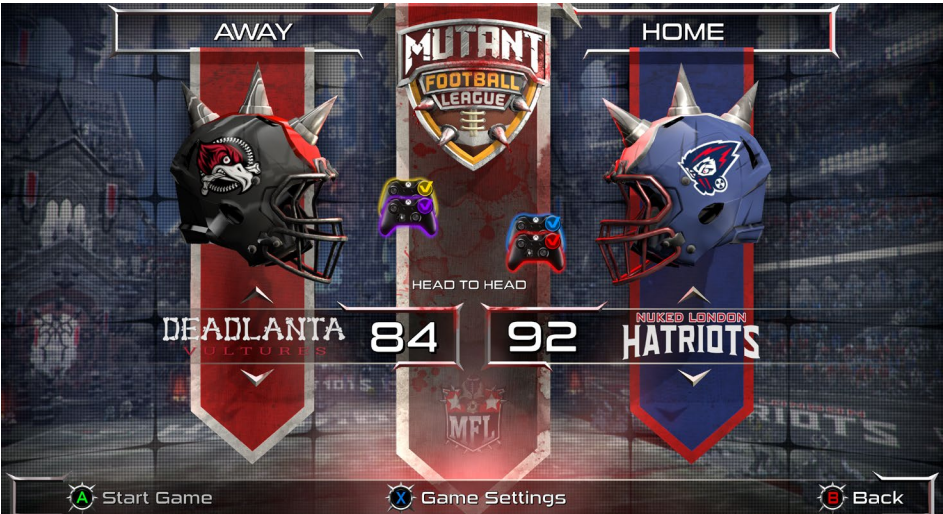 AWAY
HOME
MUTANT
FOOTBALL
LEAGUE
HEAD TO HEAD
DEADLANTA
VULTURES
84
92
NUKED LONDON
HATRIOTS
MFL
A Start Game
X Game Settings
B Back